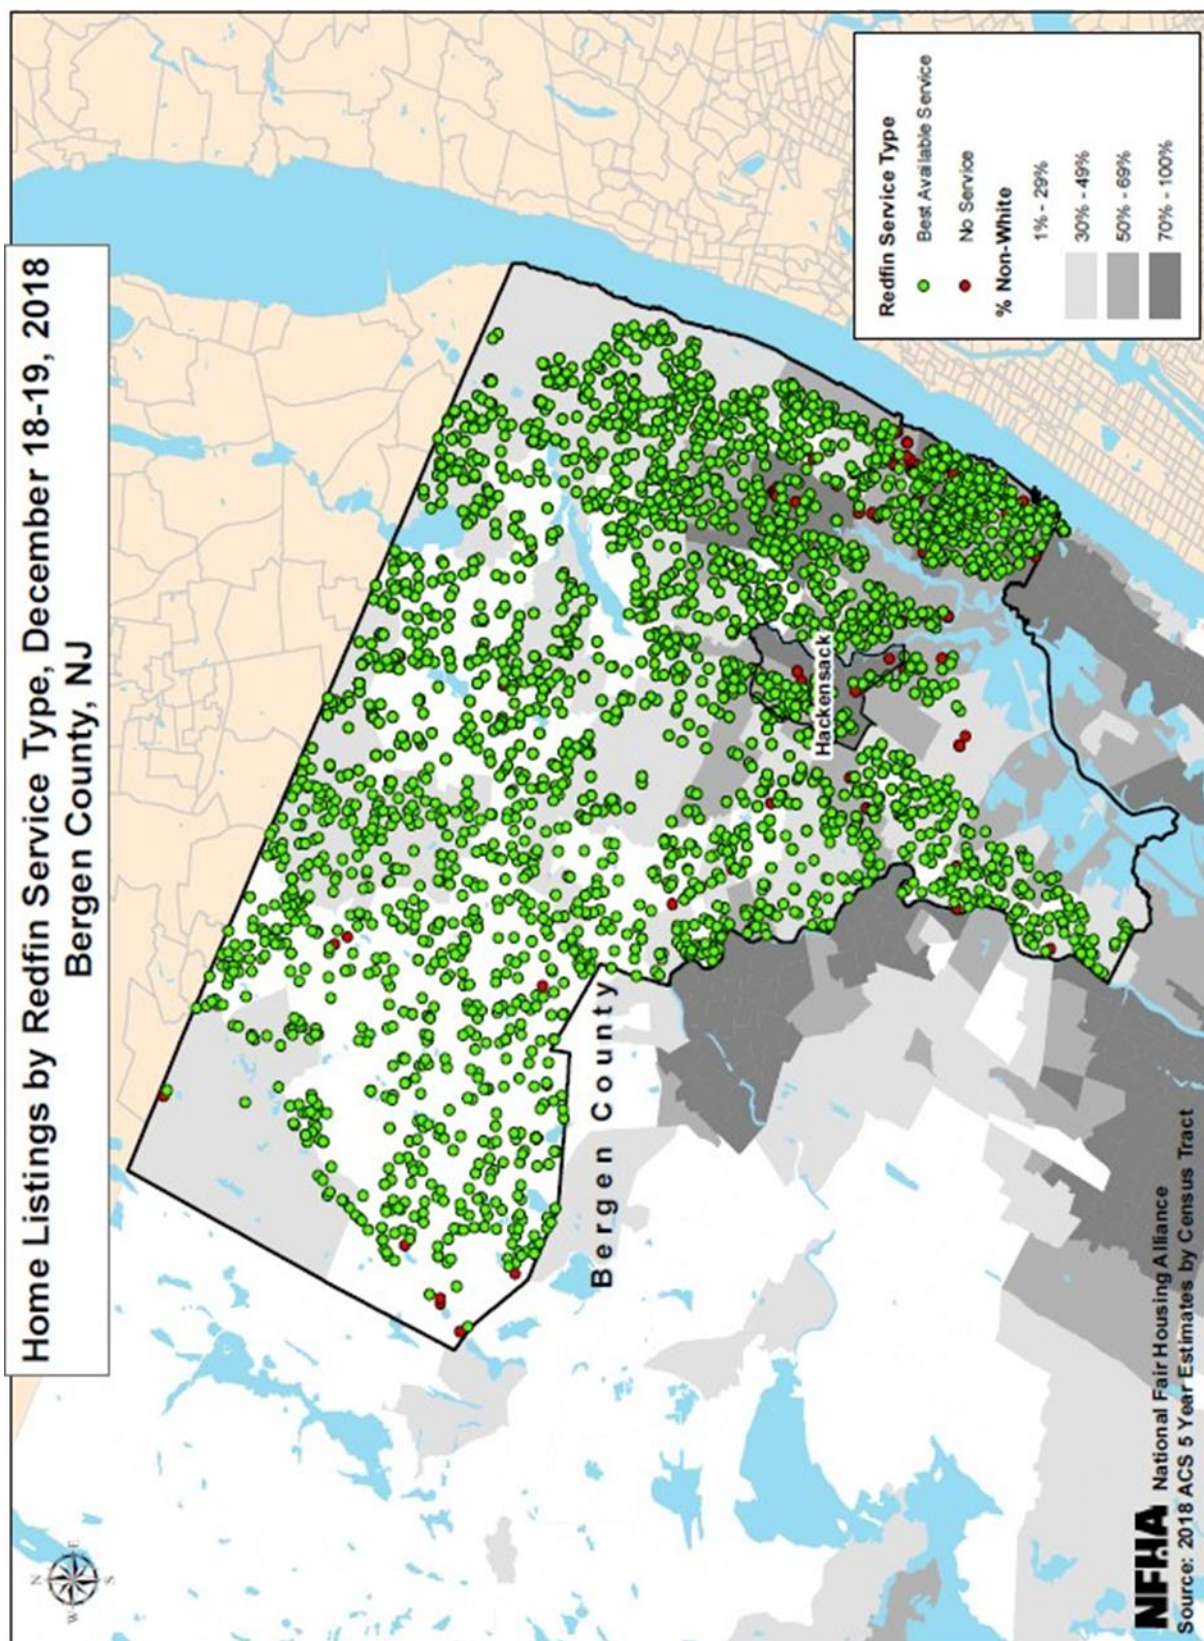 Home Listings by Redfin Service Type, December 18-19, 2018
Bergen County, NJ
N
W
E
S
Hackensack
Bergen County
Redfin Service Type
Best Available Service
No Service
% Non-White
1% - 29%
30% - 49%
50% - 69%
70% - 100%
NFHA National Fair Housing Alliance
Source: 2018 ACS 5 Year Estimates by Census Tract